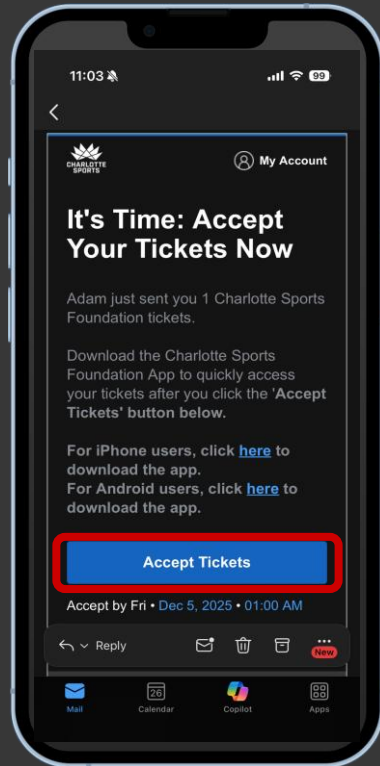 11:03
99
CHARLOTTE
SPORTS
My Account
It's Time: Accept
Your Tickets Now
Adam just sent you 1 Charlotte Sports
Foundation tickets.
Download the Charlotte Sports
Foundation App to quickly access
your tickets after you click the 'Accept
Tickets' button below.
For iPhone users, click here to
download the app.
For Android users, click here to
download the app.
Accept Tickets
Accept by Fri • Dec 5, 2025 • 01:00 AM
Reply
New
26
Mail
Calendar
Copilot
Apps